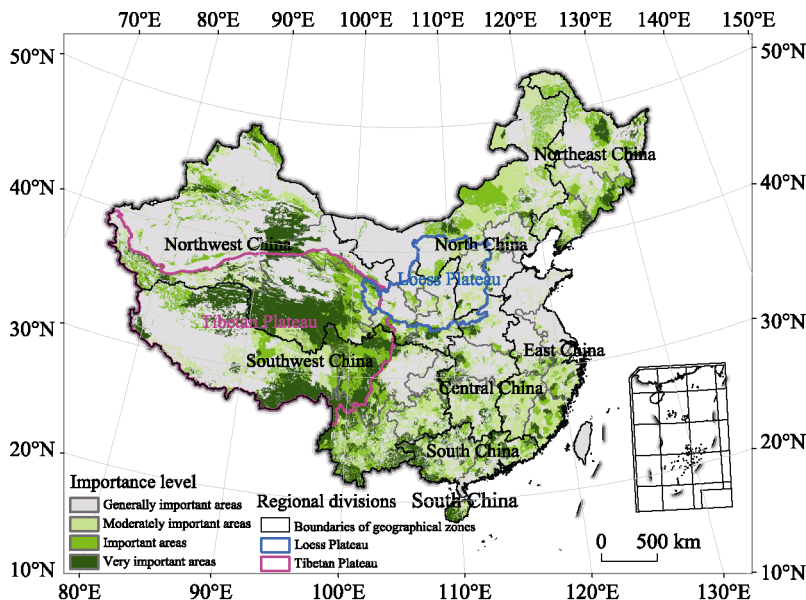 70°E 80°E 90°E 100°E 110°E 120°E 130°E 140°E 150°E
50°N 50°N
Northeast China
40°N 40°N
Northwest China North China
Loess Plateau
30°N 30°N
Tibetan Plateau
East China
Southwest China
Central China
20°N 20°N
South China
Importance level
Generally important areas
Moderately important areas
Important areas
Very important areas
Regional divisions
Boundaries of geographical zones
Loess Plateau
Tibetan Plateau
South China
0 500 km
10°N 10°N
80°E 90°E 100°E 110°E 120°E 130°E